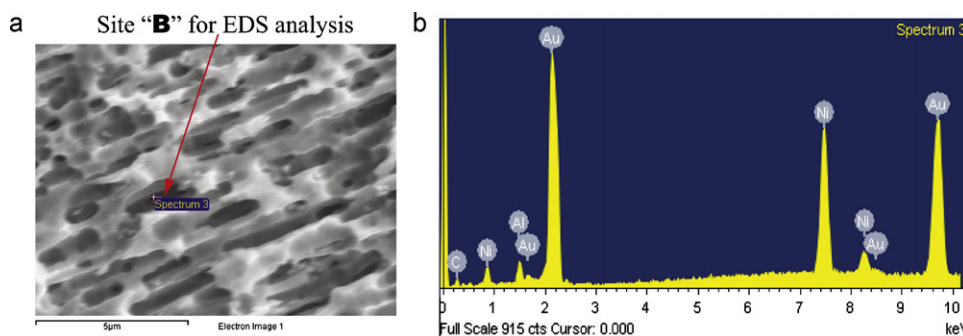 a
Site “B” for EDS analysis
Spectrum 3
5µm
Electron Image 1
b
Spectrum 3
Au
Ni
Au
Al
Ni
Au
Ni
Au
C
0 1 2 3 4 5 6 7 8 9 10
Full Scale 915 cts Cursor: 0.000